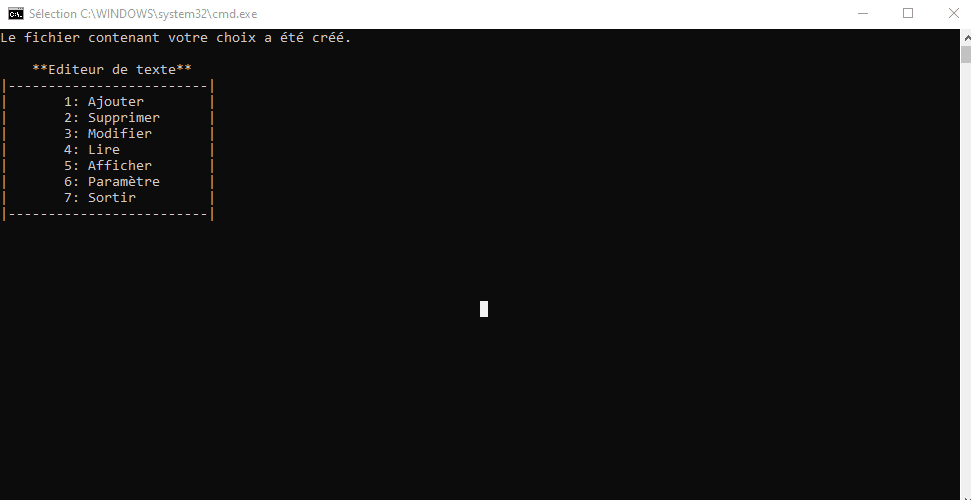 Sélection C:\WINDOWS\system32\cmd.exe
Le fichier contenant votre choix a été créé.
**Editeur de texte**
|-------------------------|
| 1: Ajouter |
| 2: Supprimer |
| 3: Modifier |
| 4: Lire |
| 5: Afficher |
| 6: Paramètre |
| 7: Sortir |
|-------------------------|